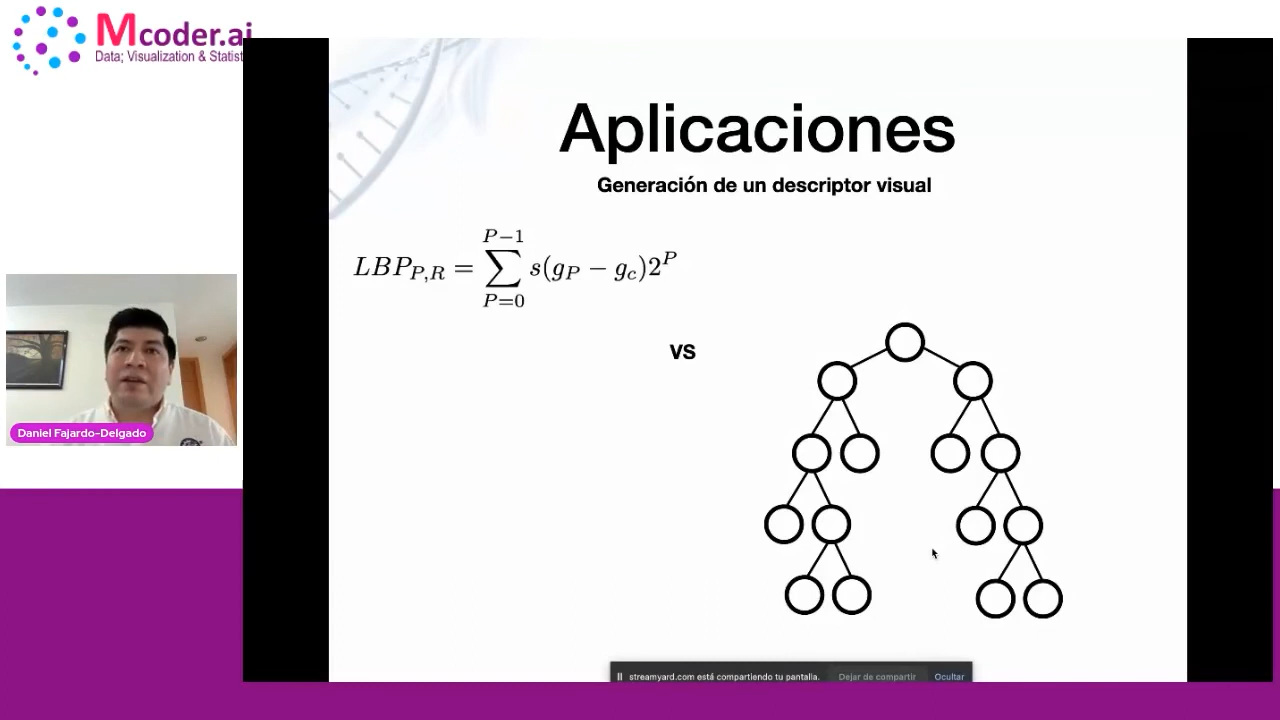 Mcoder.ai
Data; Visualization & Statist
Aplicaciones
Generación de un descriptor visual
LBP_{P,R} = \sum_{P=0}^{P-1} s(g_P - g_c)2^P
vs
Daniel Fajardo-Delgado
streamyard.com está compartiendo tu pantalla. Dejar de compartir Ocultar